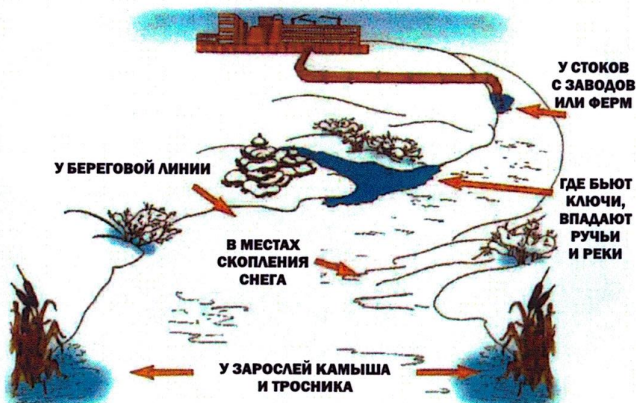 У СТОКОВ
С ЗАВОДОВ
ИЛИ ФЕРМ
У БЕРЕГОВОЙ ЛИНИИ
ГДЕ БЬЮТ
КЛЮЧИ,
ВПАДАЮТ
РУЧЬИ
И РЕКИ
В МЕСТАХ
СКОПЛЕНИЯ
СНЕГА
У ЗАРОСЛЕЙ КАМЫША
И ТРОСНИКА